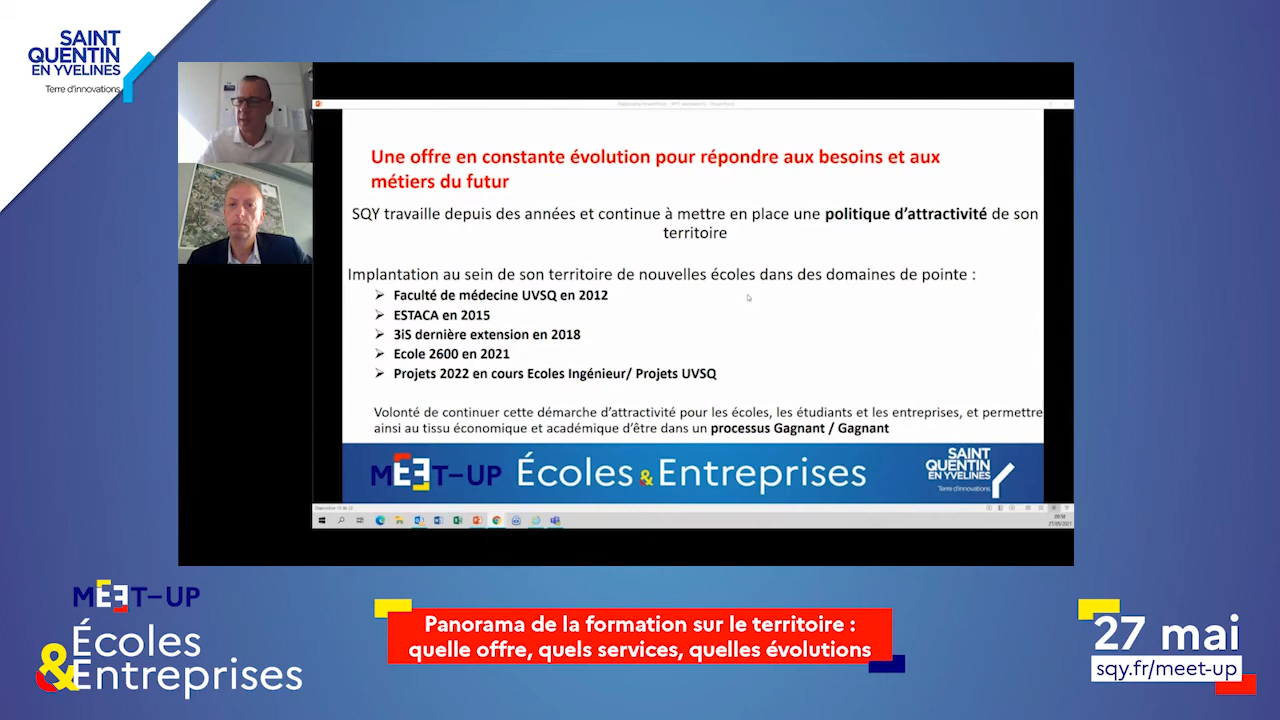 SAINT
QUENTIN
EN YVELINES
Terre d'innovations
Une offre en constante évolution pour répondre aux besoins et aux
métiers du futur
SQY travaille depuis des années et continue à mettre en place une politique d'attractivité de son
territoire
Implantation au sein de son territoire de nouvelles écoles dans des domaines de pointe :
➢ Faculté de médecine UVSQ en 2012
➢ ESTACA en 2015
➢ 3iS dernière extension en 2018
➢ Ecole 2600 en 2021
➢ Projets 2022 en cours Ecoles Ingénieur/ Projets UVSQ
Volonté de continuer cette démarche d'attractivité pour les écoles, les étudiants et les entreprises, et permettre
ainsi au tissu économique et académique d'être dans un processus Gagnant / Gagnant
MEET-UP Écoles & Entreprises
SAINT
QUENTIN
EN YVELINES
Terre d'innovations
27/05/2021
MEET-UP
Écoles
& Entreprises
Panorama de la formation sur le territoire :
quelle offre, quels services, quelles évolutions
27 mai
sqy.fr/meet-up